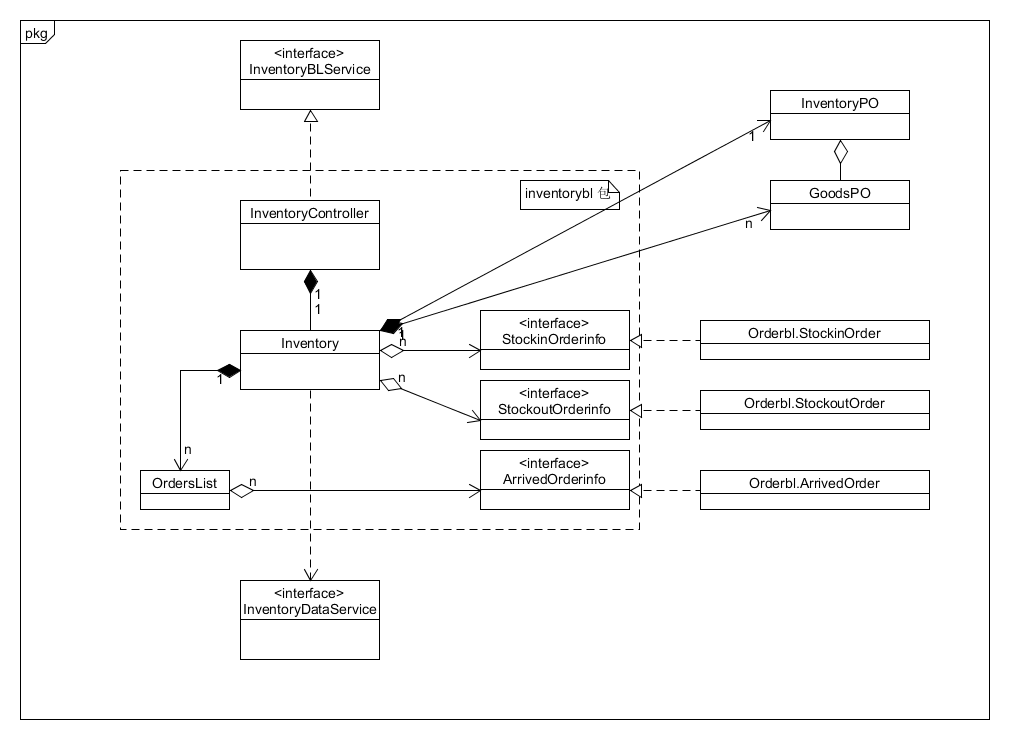 pkg
<interface>
InventoryBLService
InventoryPO
1
inventorybl 包
GoodsPO
InventoryController
n
1
1
<interface>
StockinOrderinfo
Orderbl.StockinOrder
Inventory
1
n
1
n
<interface>
StockoutOrderinfo
Orderbl.StockoutOrder
n
<interface>
ArrivedOrderinfo
Orderbl.ArrivedOrder
OrdersList
n
<interface>
InventoryDataService